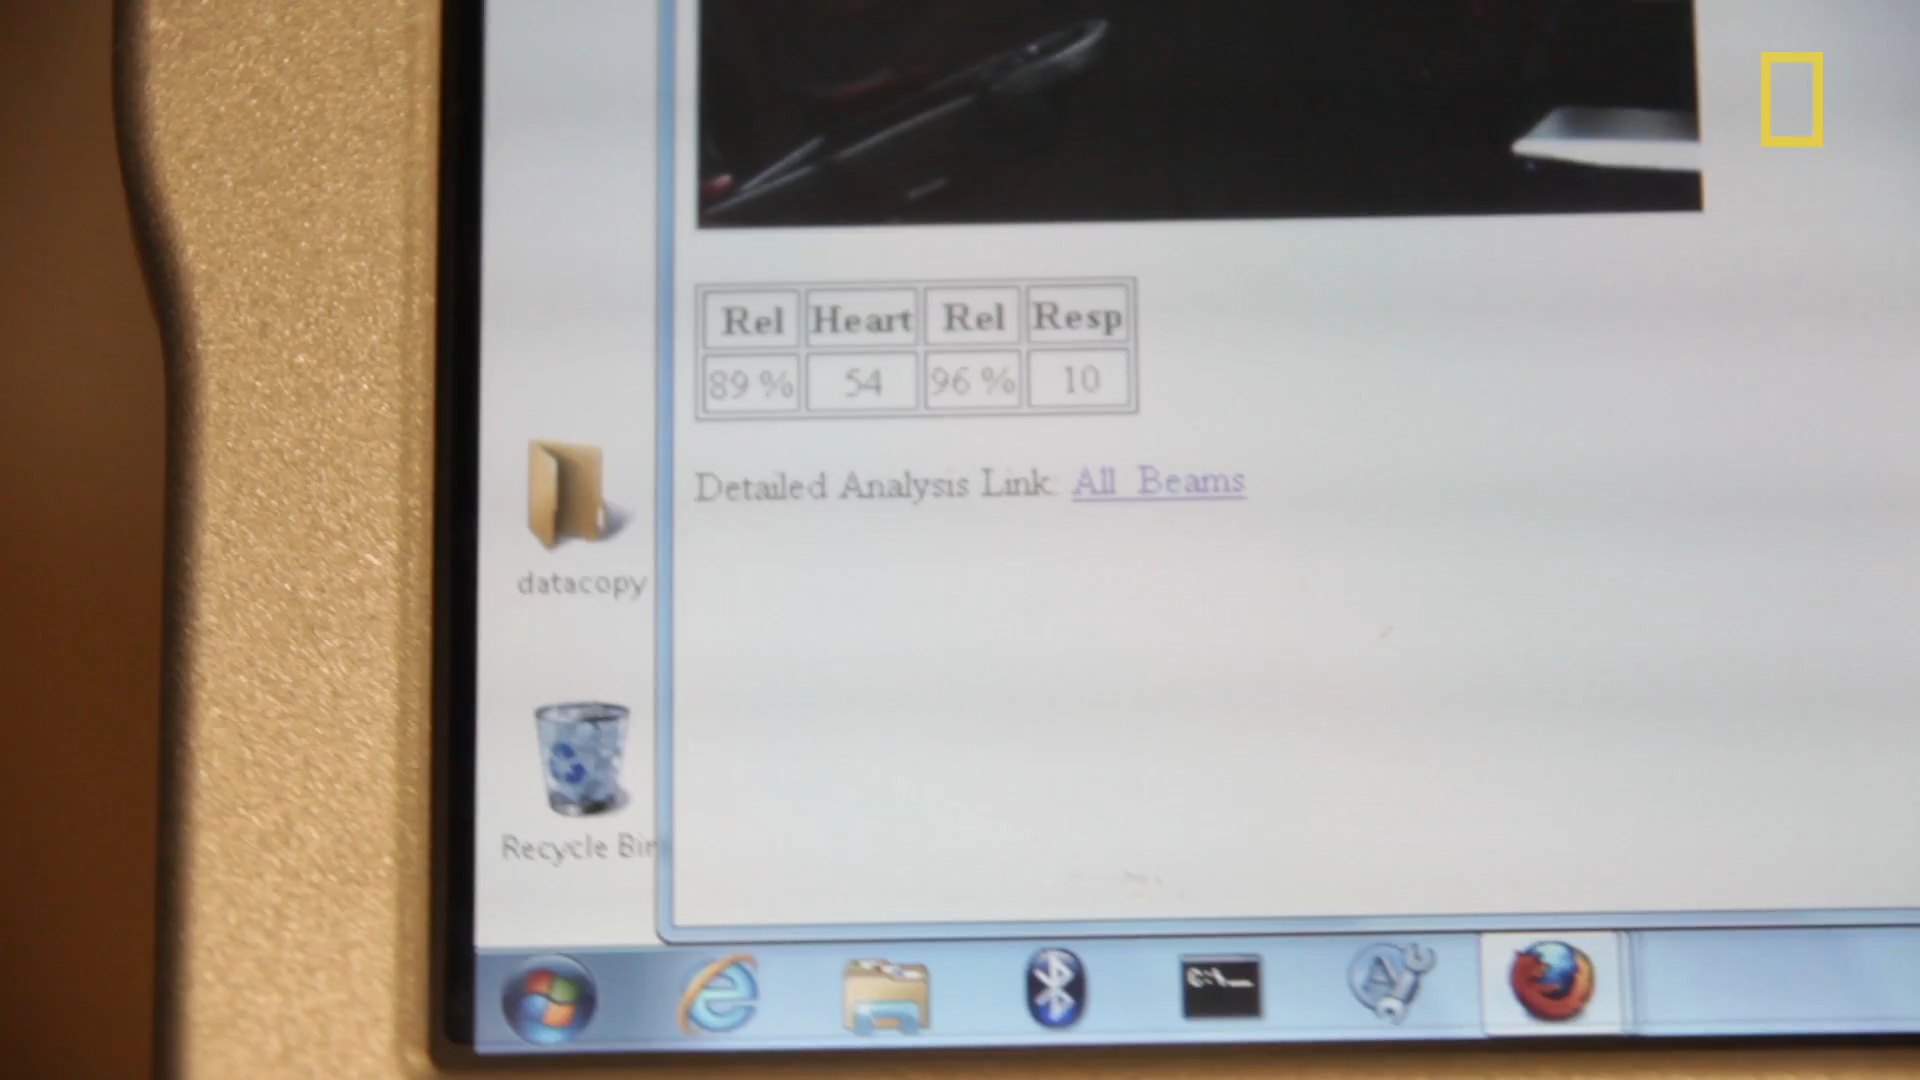 Rel Heart Rel Resp
89 % 54 96 % 10
Detailed Analysis Link: All Beams
datacopy
Recycle Bin
C:\_